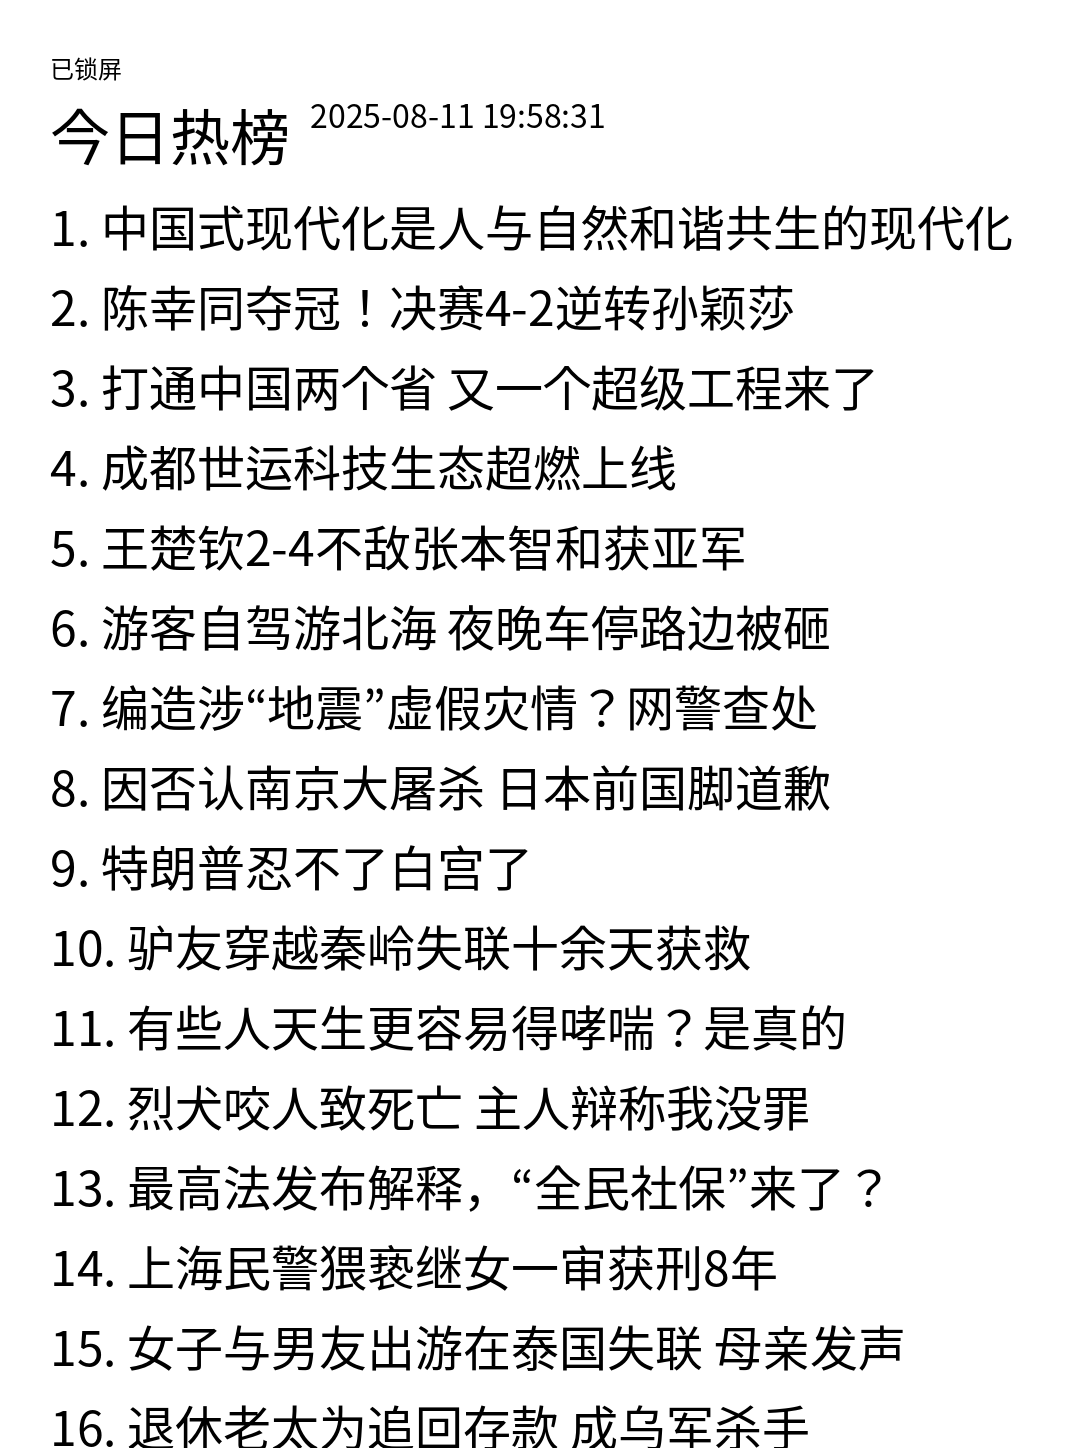 已锁屏
今日热榜 2025-08-11 19:58:31
1. 中国式现代化是人与自然和谐共生的现代化
2. 陈幸同夺冠！决赛4-2逆转孙颖莎
3. 打通中国两个省 又一个超级工程来了
4. 成都世运科技生态超燃上线
5. 王楚钦2-4不敌张本智和获亚军
6. 游客自驾游北海 夜晚车停路边被砸
7. 编造涉“地震”虚假灾情？网警查处
8. 因否认南京大屠杀 日本前国脚道歉
9. 特朗普忍不了白宫了
10. 驴友穿越秦岭失联十余天获救
11. 有些人天生更容易得哮喘？是真的
12. 烈犬咬人致死亡 主人辩称我没罪
13. 最高法发布解释，“全民社保”来了？
14. 上海民警猥亵继女一审获刑8年
15. 女子与男友出游在泰国失联 母亲发声
16. 退休老太为追回存款 成乌军杀手